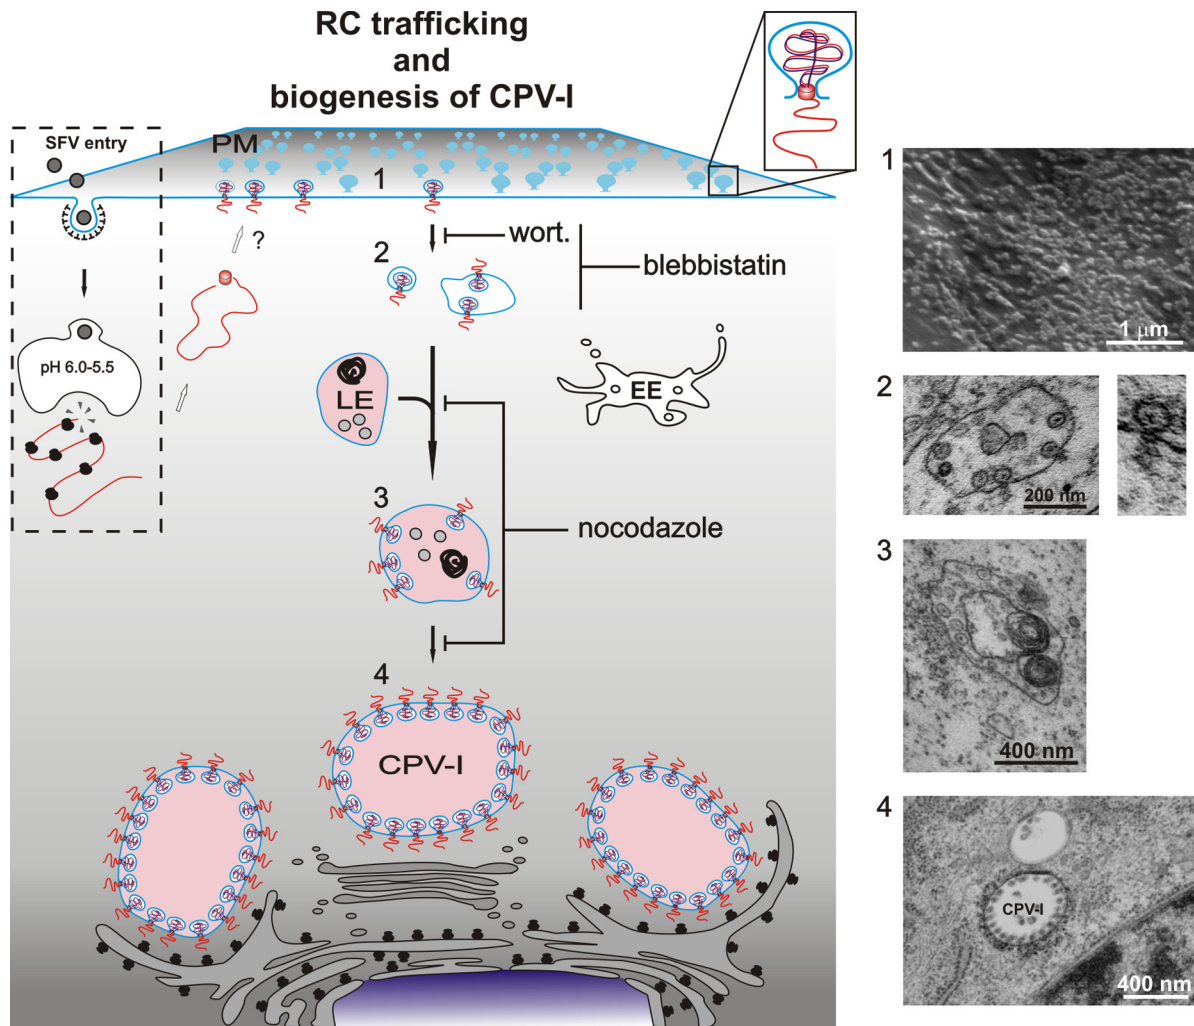 RC trafficking
and
biogenesis of CPV-I
SFV entry
PM
1
?
2
wort.
blebbistatin
pH 6.0-5.5
LE
EE
3
nocodazole
4
CPV-I
1
1 μm
2
200 nm
3
400 nm
4
CPV-I
400 nm